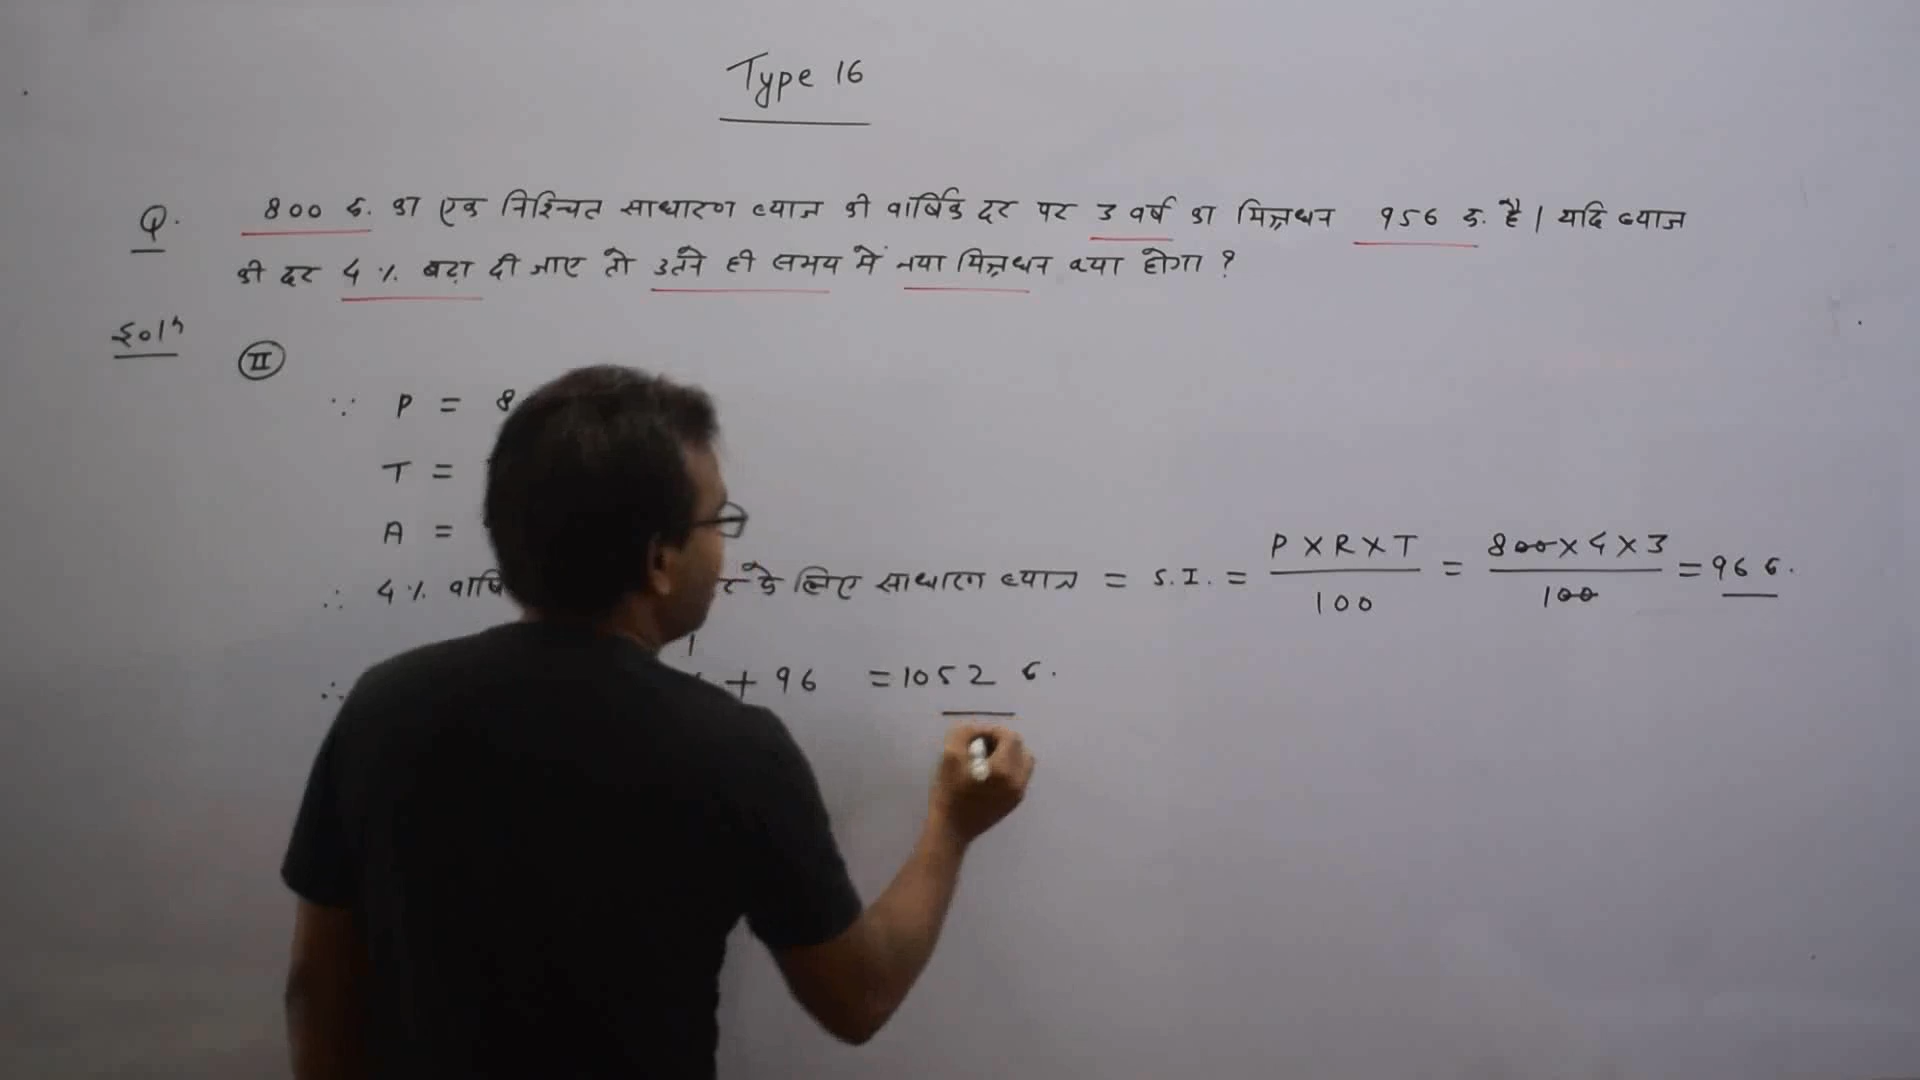 Type 16
Q. 800 रु. का एक निश्चित साधारण ब्याज की वार्षिक दर पर 3 वर्ष का मिश्रधन 956 रु. है। यदि ब्याज
की दर 4% बढ़ा दी जाए तो उतने ही समय में नया मिश्रधन क्या होगा ?
Solⁿ
II
∵ P = 8
T =
A =
∴ 4% के लिए साधारण ब्याज = S.I. = P×R×T/100 = 800×4×3/100 = 96 रु.
∴ + 96 = 1052 रु.